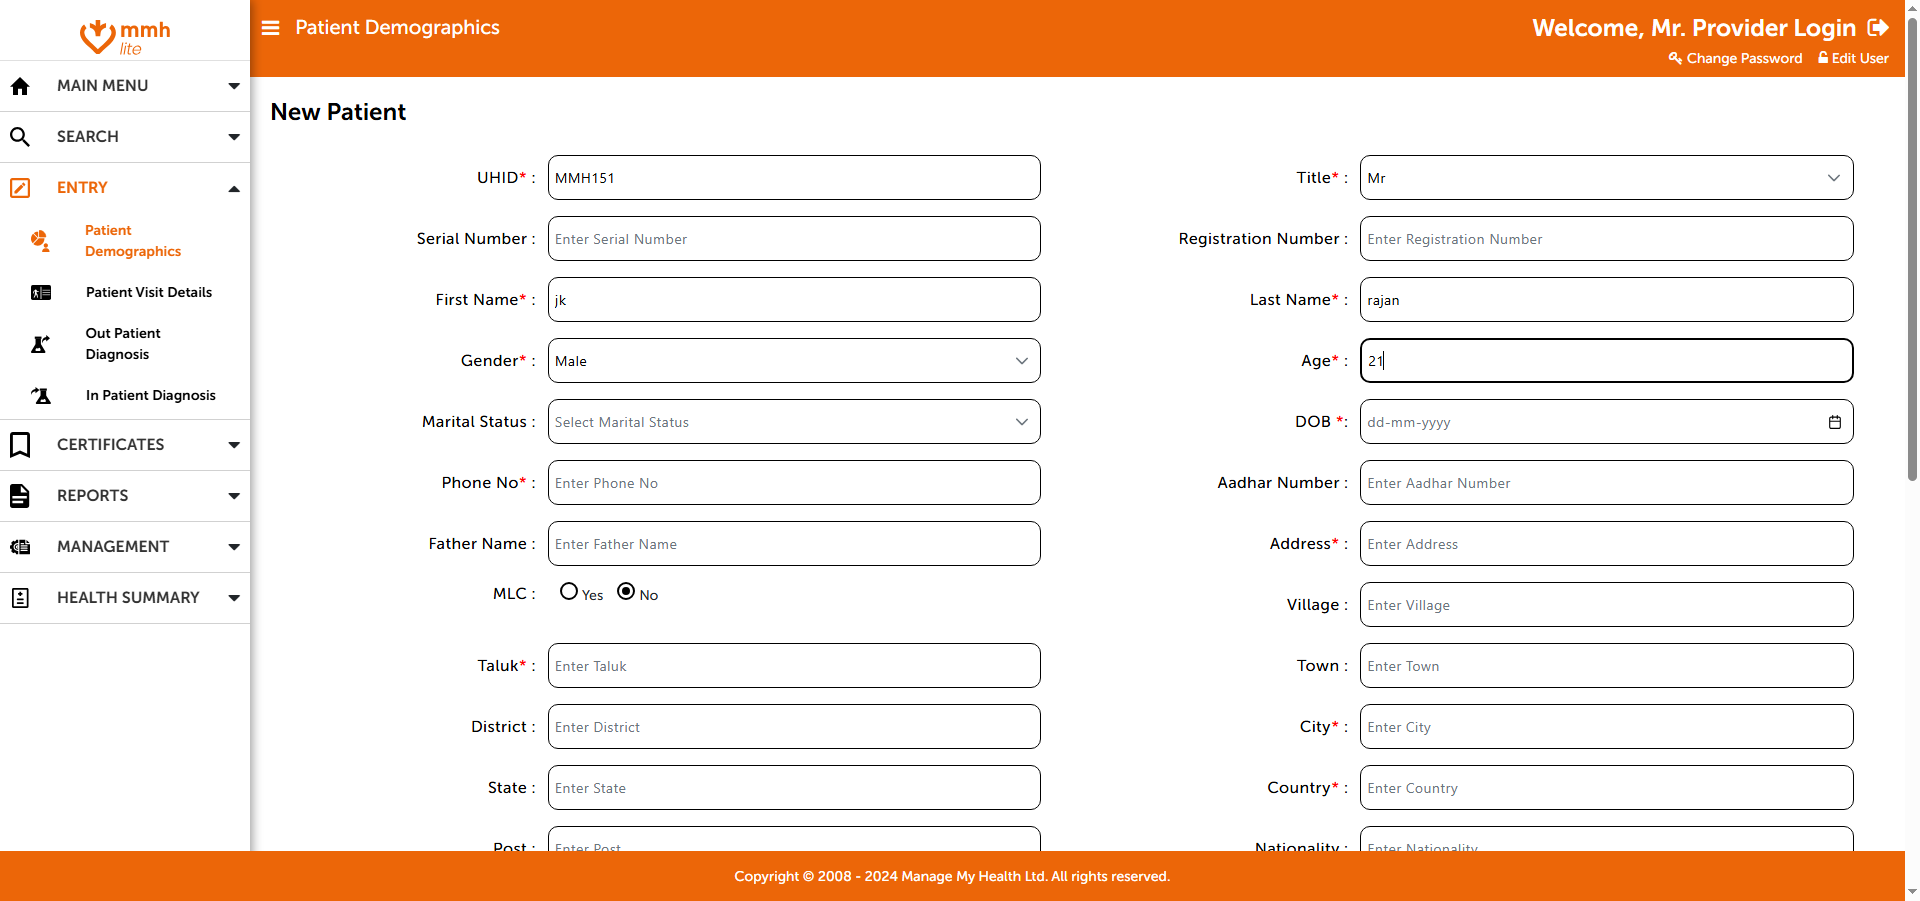 mmh
lite
Patient Demographics
Welcome, Mr. Provider Login
Change Password
Edit User
MAIN MENU
SEARCH
ENTRY
Patient
Demographics
Patient Visit Details
Out Patient
Diagnosis
In Patient Diagnosis
CERTIFICATES
REPORTS
MANAGEMENT
HEALTH SUMMARY
New Patient
UHID* : MMH151
Title* : Mr
Serial Number : Enter Serial Number
Registration Number : Enter Registration Number
First Name* : jk
Last Name* : rajan
Gender* : Male
Age* : 21
Marital Status : Select Marital Status
DOB *: dd-mm-yyyy
Phone No* : Enter Phone No
Aadhar Number : Enter Aadhar Number
Father Name : Enter Father Name
Address* : Enter Address
MLC : Yes No
Village : Enter Village
Taluk* : Enter Taluk
Town : Enter Town
District : Enter District
City* : Enter City
State : Enter State
Country* : Enter Country
Post : Enter Post
Nationality : Enter Nationality
Copyright © 2008 - 2024 Manage My Health Ltd. All rights reserved.